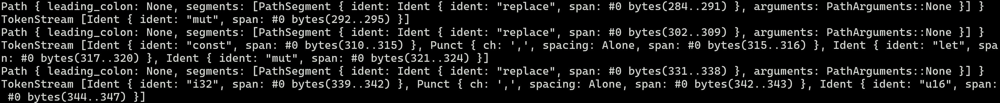 Path { leading_colon: None, segments: [PathSegment { ident: Ident { ident: "replace", span: #0 bytes(284..291) }, arguments: PathArguments::None }] }
TokenStream [Ident { ident: "mut", span: #0 bytes(292..295) }]
Path { leading_colon: None, segments: [PathSegment { ident: Ident { ident: "replace", span: #0 bytes(302..309) }, arguments: PathArguments::None }] }
TokenStream [Ident { ident: "const", span: #0 bytes(310..315) }, Punct { ch: ',', spacing: Alone, span: #0 bytes(315..316) }, Ident { ident: "let", spa
n: #0 bytes(317..320) }, Ident { ident: "mut", span: #0 bytes(321..324) }]
Path { leading_colon: None, segments: [PathSegment { ident: Ident { ident: "replace", span: #0 bytes(331..338) }, arguments: PathArguments::None }] }
TokenStream [Ident { ident: "i32", span: #0 bytes(339..342) }, Punct { ch: ',', spacing: Alone, span: #0 bytes(342..343) }, Ident { ident: "u16", span:
 #0 bytes(344..347) }]